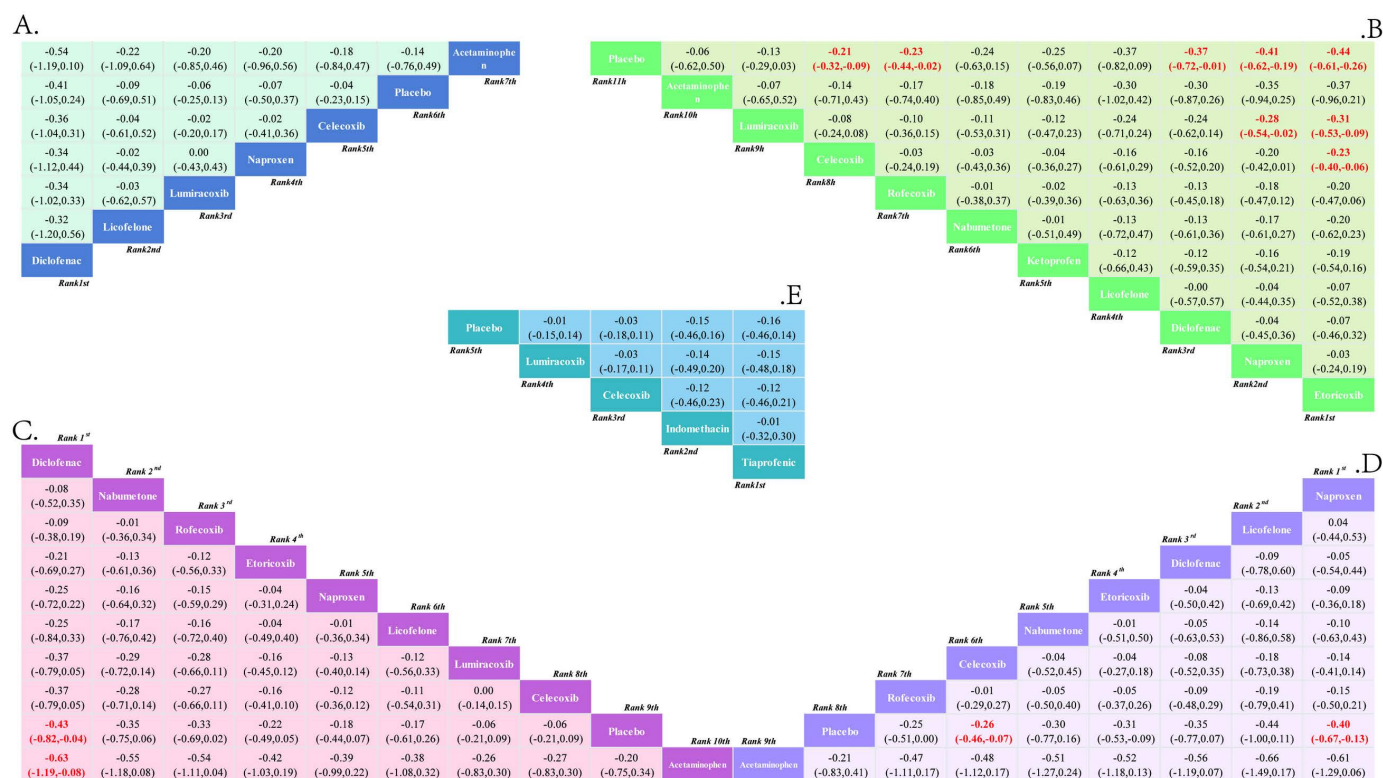 A.
-0.54 -0.22 -0.20 -0.20 -0.18 -0.14 Acetaminophe
(-1.19,0.10) (-1.09,0.64) (-0.85,0.46) (-0.96,0.56) (-0.84,0.47) (-0.76,0.49) n
Rank7th
-0.41 -0.09 -0.06 -0.07 -0.04 Placebo
(-1.05,0.24) (-0.69,0.51) (-0.25,0.13) (-0.50,0.37) (-0.23,0.15)
Rank6th
-0.36 -0.04 -0.02 -0.02 Celecoxib
(-1.04,0.31) (-0.61,0.52) (-0.20,0.17) (-0.41,0.36)
Rank5th
-0.34 -0.02 0.00 Naproxen
(-1.12,0.44) (-0.44,0.39) (-0.43,0.43)
Rank4th
-0.34 -0.03 Lumiracoxib
(-1.02,0.33) (-0.62,0.57)
Rank3rd
-0.32 Licofelone
(-1.20,0.56)
Rank2nd
Diclofenac
Rank1st
.B
Placebo -0.06 -0.13 -0.21 -0.23 -0.24 -0.25 -0.37 -0.37 -0.41 -0.44
(-0.62,0.50) (-0.29,0.03) (-0.32,-0.09) (-0.44,-0.02) (-0.63,0.15) (-0.56,0.07) (-0.82,0.09) (-0.72,-0.01) (-0.62,-0.19) (-0.61,-0.26)
Rank11h
Acetaminophe -0.07 -0.14 -0.17 -0.18 -0.19 -0.30 -0.30 -0.35 -0.37
n (-0.65,0.52) (-0.71,0.43) (-0.74,0.40) (-0.85,0.49) (-0.83,0.46) (-1.02,0.42) (-0.87,0.26) (-0.94,0.25) (-0.96,0.21)
Rank10h
Lumiracoxib -0.08 -0.10 -0.11 -0.12 -0.24 -0.24 -0.28 -0.31
(-0.24,0.08) (-0.36,0.15) (-0.53,0.31) (-0.47,0.23) (-0.71,0.24) (-0.62,0.14) (-0.54,-0.02) (-0.53,-0.09)
Rank9h
Celecoxib -0.03 -0.03 -0.04 -0.16 -0.16 -0.20 -0.23
(-0.24,0.19) (-0.43,0.36) (-0.36,0.27) (-0.61,0.29) (-0.52,0.20) (-0.42,0.01) (-0.40,-0.06)
Rank8h
Rofecoxib -0.01 -0.02 -0.13 -0.13 -0.18 -0.20
(-0.38,0.37) (-0.39,0.36) (-0.63,0.36) (-0.45,0.18) (-0.47,0.12) (-0.47,0.06)
Rank7th
Nabumetone -0.01 -0.13 -0.13 -0.17 -0.20
(-0.51,0.49) (-0.72,0.47) (-0.61,0.36) (-0.61,0.27) (-0.62,0.23)
Rank6th
Ketoprofen -0.12 -0.12 -0.16 -0.19
(-0.66,0.43) (-0.59,0.35) (-0.54,0.21) (-0.54,0.16)
Rank5th
Licofelone -0.00 -0.04 -0.07
(-0.57,0.57) (-0.44,0.35) (-0.52,0.38)
Rank4th
Diclofenac -0.04 -0.07
(-0.45,0.36) (-0.46,0.32)
Rank3rd
Naproxen -0.03
(-0.24,0.19)
Rank2nd
Etoricoxib
Rank1st
.E
Placebo -0.01 -0.03 -0.15 -0.16
(-0.15,0.14) (-0.18,0.11) (-0.46,0.16) (-0.46,0.14)
Rank5th
Lumiracoxib -0.03 -0.14 -0.15
(-0.17,0.11) (-0.49,0.20) (-0.48,0.18)
Rank4th
Celecoxib -0.12 -0.12
(-0.46,0.23) (-0.46,0.21)
Rank3rd
Indomethacin -0.01
(-0.32,0.30)
Rank2nd
Tiaprofenic
Rank1st
C.
Rank 1st
Diclofenac
Rank 2nd
-0.08 Nabumetone
(-0.52,0.35)
Rank 3rd
-0.09 -0.01 Rofecoxib
(-0.38,0.19) (-0.36,0.34)
Rank 4th
-0.21 -0.13 -0.12 Etoricoxib
(-0.69,0.27) (-0.61,0.36) (-0.56,0.33)
Rank 5th
-0.25 -0.16 -0.15 -0.04 Naproxen
(-0.72,0.22) (-0.64,0.32) (-0.59,0.29) (-0.31,0.24)
Rank 6th
-0.25 -0.17 -0.16 -0.04 -0.01 Licofelone
(-0.84,0.33) (-0.76,0.42) (-0.72,0.40) (-0.49,0.40) (-0.36,0.34)
Rank 7th
-0.37 -0.29 -0.28 -0.16 -0.13 -0.12 Lumiracoxib
(-0.79,0.05) (-0.72,0.14) (-0.66,0.11) (-0.45,0.12) (-0.40,0.14) (-0.56,0.33)
Rank 8th
-0.37 -0.28 -0.27 -0.16 -0.12 -0.11 0.00 Celecoxib
(-0.79,0.05) (-0.71,0.14) (-0.66,0.11) (-0.41,0.10) (-0.36,0.12) (-0.54,0.31) (-0.14,0.15)
Rank 9th
-0.43 -0.35 -0.33 -0.22 -0.18 -0.17 -0.06 -0.06 Placebo
(-0.82,-0.04) (-0.75,0.06) (-0.69,0.02) (-0.49,0.05) (-0.44,0.07) (-0.61,0.26) (-0.21,0.09) (-0.21,0.09)
Rank 10th
-0.63 -0.55 -0.54 -0.42 -0.39 -0.38 -0.26 -0.27 -0.20 Acetaminophen
(-1.19,-0.08) (-1.18,0.08) (-1.11,0.04) (-1.03,0.19) (-0.99,0.22) (-1.08,0.32) (-0.83,0.30) (-0.83,0.30) (-0.75,0.34)
.D
Rank 1st
Naproxen
Rank 2nd
Licofelone 0.04
(-0.44,0.53)
Rank 3rd
Diclofenac -0.09 -0.05
(-0.78,0.60) (-0.54,0.44)
Rank 4th
Etoricoxib -0.04 -0.13 -0.09
(-0.50,0.42) (-0.69,0.42) (-0.36,0.18)
Rank 5th
Nabumetone -0.01 -0.05 -0.14 -0.10
(-0.51,0.50) (-0.63,0.53) (-0.86,0.58) (-0.63,0.43)
Rank 6th
Celecoxib -0.04 -0.04 -0.08 -0.18 -0.14
(-0.52,0.45) (-0.27,0.18) (-0.52,0.35) (-0.73,0.38) (-0.41,0.14)
Rank 7th
Rofecoxib -0.01 -0.05 -0.05 -0.09 -0.19 -0.15
(-0.29,0.27) (-0.50,0.40) (-0.37,0.26) (-0.48,0.29) (-0.79,0.41) (-0.50,0.21)
Rank 8th
Placebo -0.25 -0.26 -0.30 -0.31 -0.35 -0.44 -0.40
(-0.51,0.00) (-0.46,-0.07) (-0.77,0.16) (-0.53,-0.09) (-0.77,0.07) (-1.00,0.11) (-0.67,-0.13)
Rank 9th
Acetaminophen -0.21 -0.47 -0.48 -0.51 -0.52 -0.56 -0.66 -0.61
(-0.83,0.41) (-1.11,0.17) (-1.12,0.17) (-1.27,0.24) (-1.18,0.13) (-1.19,0.07) (-1.49,0.17) (-1.29,0.06)